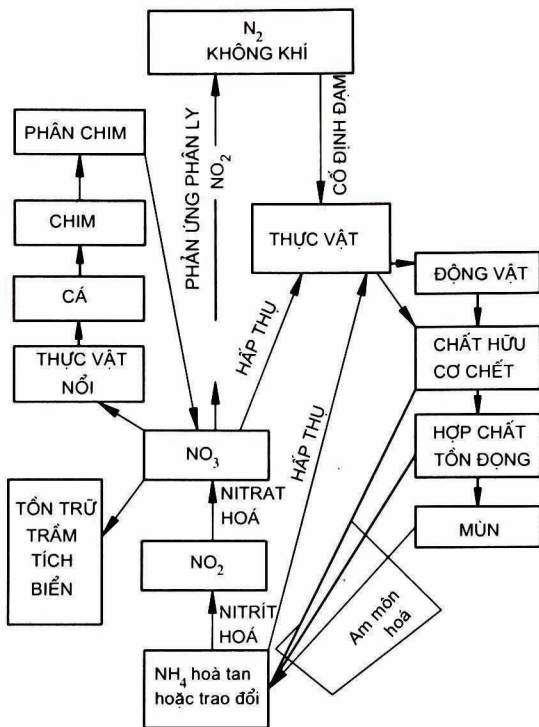 N₂
KHÔNG KHÍ
PHÂN CHIM
CHIM
CÁ
THỰC VẬT
NỔI
PHẢN ỨNG PHÂN LY
NO₂
CỐ ĐỊNH ĐẠM
THỰC VẬT
ĐỘNG VẬT
CHẤT HỮU
CƠ CHẾT
HỢP CHẤT
TỒN ĐỌNG
MÙN
HẤP THỤ
HẤP THỤ
NO₃
TỒN TRỮ
TRẦM
TÍCH
BIỂN
NITRAT
HOÁ
NO₂
NITRÍT
HOÁ
NH₄ hoà tan
hoặc trao đổi
Am môn
hoá